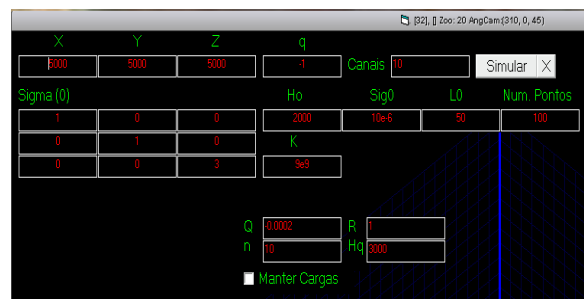 [32], [] Zoo: 20 AngCam:(310, 0, 45)
X Y Z q
5000 5000 5000 -1 Canais 10 Simular X
Sigma (0) Ho Sig0 L0 Num. Pontos
1 0 0 2000 10e-6 50 100
0 1 0 K
0 0 3 9e9
Q -0.0002 R 1
n 10 Hq 3000
Manter Cargas